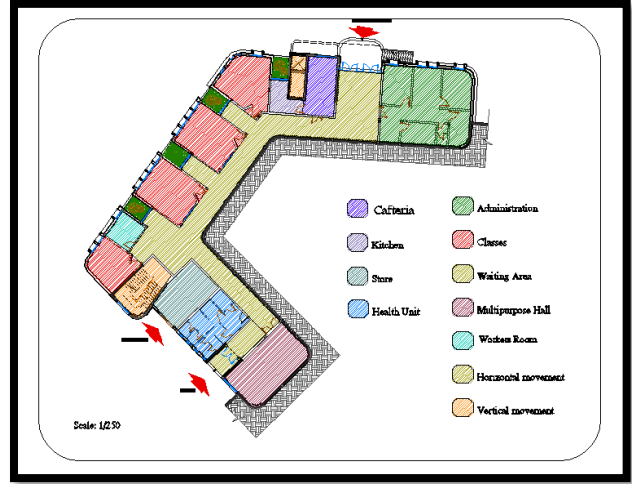 Cafteria
Administration
Kitchen
Classes
Store
Waiting Area
Health Unit
Multipurpose Hall
Workers Room
Horizontal movement
Vertical movement
Scale: 1/250